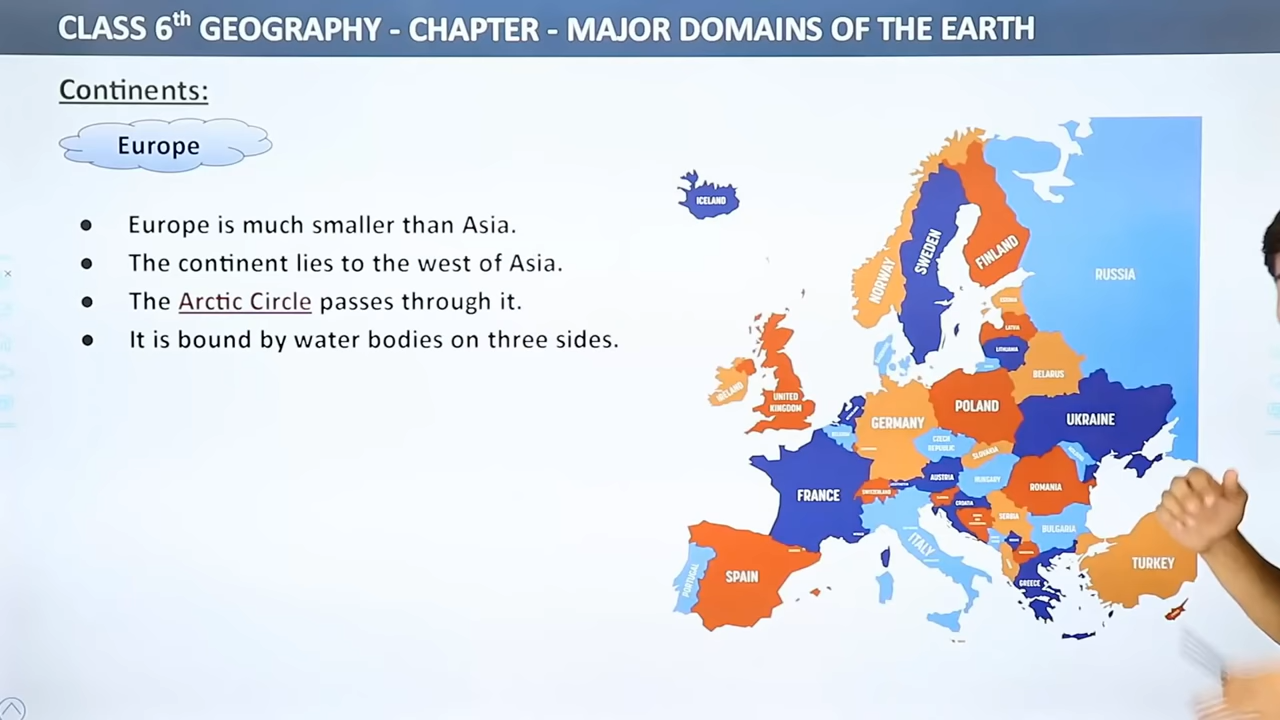 CLASS 6th GEOGRAPHY - CHAPTER - MAJOR DOMAINS OF THE EARTH
Continents:
Europe
● Europe is much smaller than Asia.
● The continent lies to the west of Asia.
● The Arctic Circle passes through it.
● It is bound by water bodies on three sides.
ICELAND
NORWAY
SWEDEN
FINLAND
RUSSIA
LATVIA
LITHUANIA
BELARUS
IRELAND
UNITED
KINGDOM
GERMANY
POLAND
UKRAINE
CZECH
REPUBLIC
SLOVAKIA
FRANCE
SWITZERLAND
AUSTRIA
HUNGARY
ROMANIA
CROATIA
SERBIA
BULGARIA
ITALY
PORTUGAL
SPAIN
GREECE
TURKEY